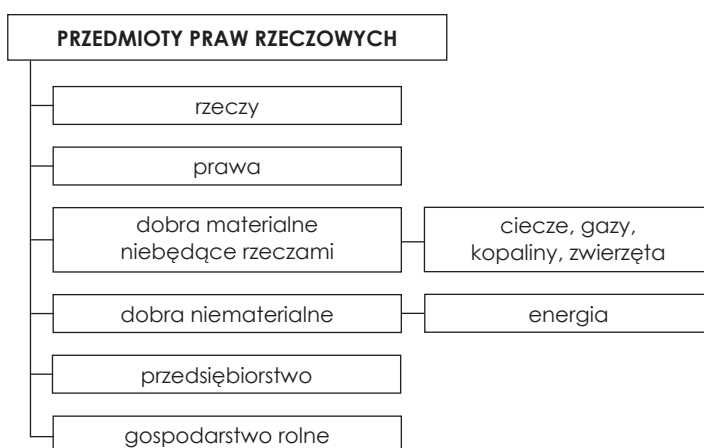 PRZEDMIOTY PRAW RZECZOWYCH
rzeczy
prawa
dobra materialne
niebędące rzeczami
ciecze, gazy,
kopaliny, zwierzęta
dobra niematerialne
energia
przedsiębiorstwo
gospodarstwo rolne